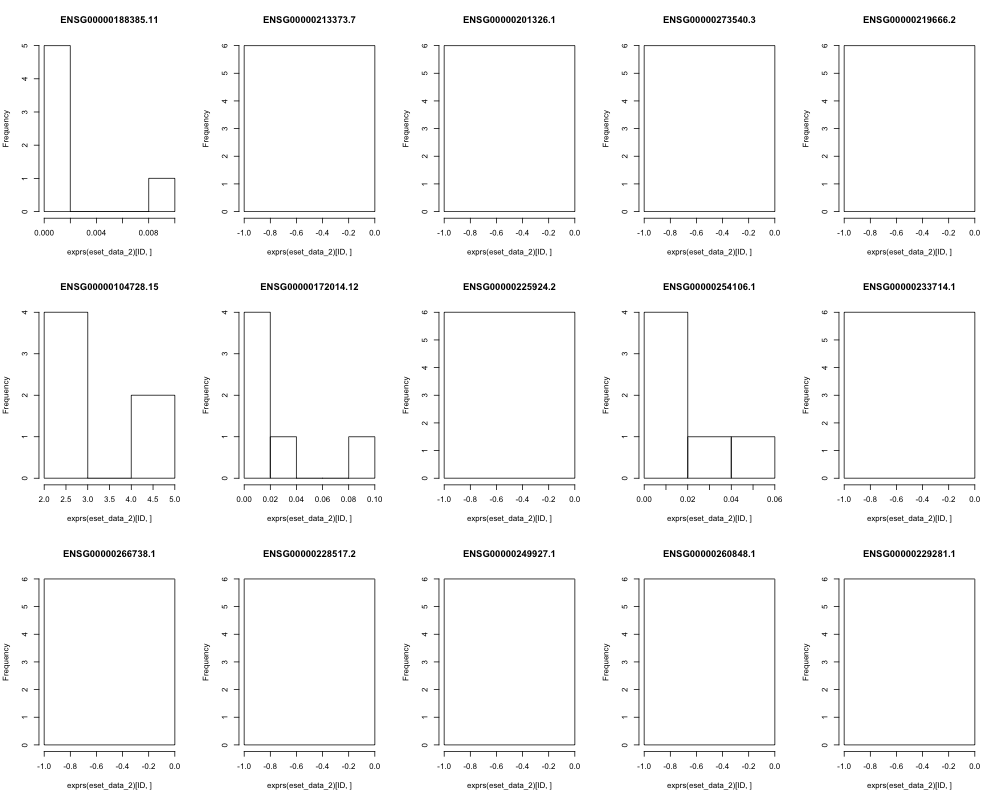 ENSG00000188385.11
Frequency
0 1 2 3 4 5
0.000 0.004 0.008
exprs(eset_data_2)[ID, ]
ENSG00000213373.7
Frequency
0 1 2 3 4 5 6
-1.0 -0.8 -0.6 -0.4 -0.2 0.0
exprs(eset_data_2)[ID, ]
ENSG00000201326.1
Frequency
0 1 2 3 4 5 6
-1.0 -0.8 -0.6 -0.4 -0.2 0.0
exprs(eset_data_2)[ID, ]
ENSG00000273540.3
Frequency
0 1 2 3 4 5 6
-1.0 -0.8 -0.6 -0.4 -0.2 0.0
exprs(eset_data_2)[ID, ]
ENSG00000219666.2
Frequency
0 1 2 3 4 5 6
-1.0 -0.8 -0.6 -0.4 -0.2 0.0
exprs(eset_data_2)[ID, ]
ENSG00000104728.15
Frequency
0 1 2 3 4
2.0 2.5 3.0 3.5 4.0 4.5 5.0
exprs(eset_data_2)[ID, ]
ENSG00000172014.12
Frequency
0 1 2 3 4
0.00 0.02 0.04 0.06 0.08 0.10
exprs(eset_data_2)[ID, ]
ENSG00000225924.2
Frequency
0 1 2 3 4 5 6
-1.0 -0.8 -0.6 -0.4 -0.2 0.0
exprs(eset_data_2)[ID, ]
ENSG00000254106.1
Frequency
0 1 2 3 4
0.00 0.02 0.04 0.06
exprs(eset_data_2)[ID, ]
ENSG00000233714.1
Frequency
0 1 2 3 4 5 6
-1.0 -0.8 -0.6 -0.4 -0.2 0.0
exprs(eset_data_2)[ID, ]
ENSG00000266738.1
Frequency
0 1 2 3 4 5 6
-1.0 -0.8 -0.6 -0.4 -0.2 0.0
exprs(eset_data_2)[ID, ]
ENSG00000228517.2
Frequency
0 1 2 3 4 5 6
-1.0 -0.8 -0.6 -0.4 -0.2 0.0
exprs(eset_data_2)[ID, ]
ENSG00000249927.1
Frequency
0 1 2 3 4 5 6
-1.0 -0.8 -0.6 -0.4 -0.2 0.0
exprs(eset_data_2)[ID, ]
ENSG00000260848.1
Frequency
0 1 2 3 4 5 6
-1.0 -0.8 -0.6 -0.4 -0.2 0.0
exprs(eset_data_2)[ID, ]
ENSG00000229281.1
Frequency
0 1 2 3 4 5 6
-1.0 -0.8 -0.6 -0.4 -0.2 0.0
exprs(eset_data_2)[ID, ]